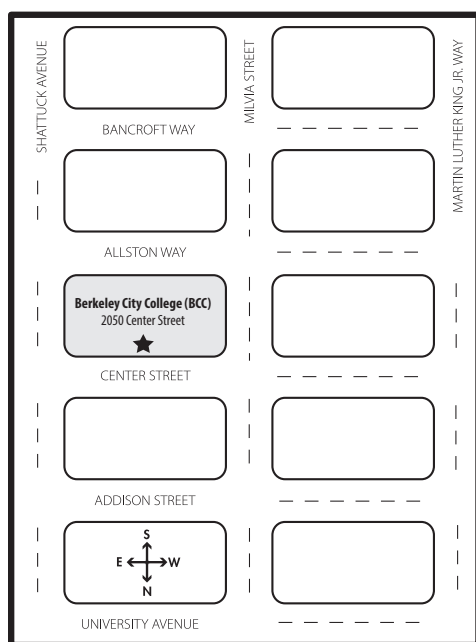 SHATTUCK AVENUE
MILVIA STREET
MARTIN LUTHER KING JR. WAY
BANCROFT WAY
ALLSTON WAY
Berkeley City College (BCC)
2050 Center Street
CENTER STREET
ADDISON STREET
S
E W
N
UNIVERSITY AVENUE